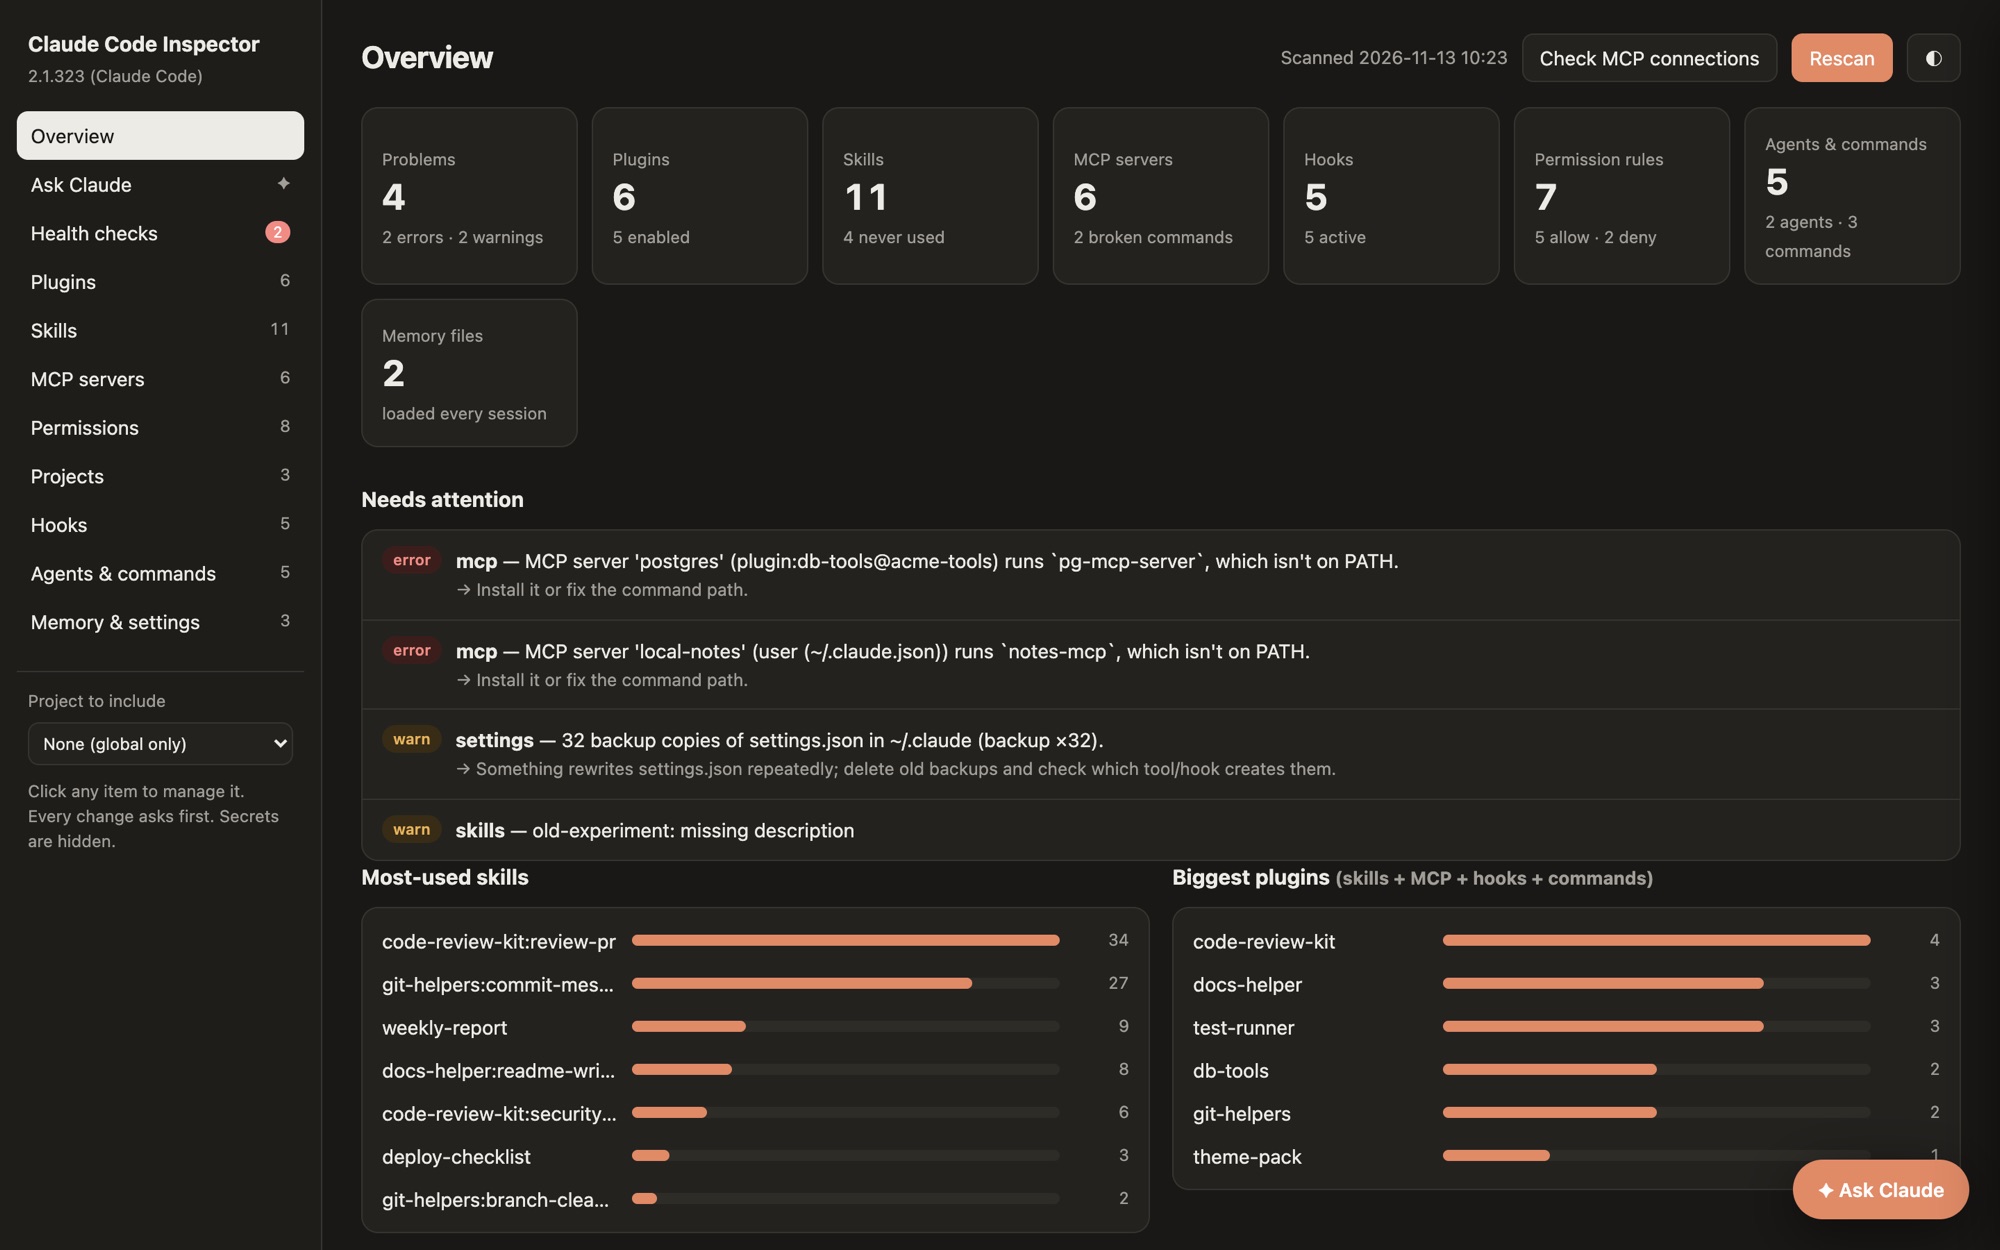 Claude Code Inspector
2.1.323 (Claude Code)
Overview
Ask Claude ✦
Health checks 2
Plugins 6
Skills 11
MCP servers 6
Permissions 8
Projects 3
Hooks 5
Agents & commands 5
Memory & settings 3
Project to include
None (global only)
Click any item to manage it.
Every change asks first. Secrets
are hidden.
Overview
Scanned 2026-11-13 10:23
Check MCP connections
Rescan
Problems
4
2 errors · 2 warnings
Plugins
6
5 enabled
Skills
11
4 never used
MCP servers
6
2 broken commands
Hooks
5
5 active
Permission rules
7
5 allow · 2 deny
Agents & commands
5
2 agents · 3
commands
Memory files
2
loaded every session
Needs attention
error mcp — MCP server 'postgres' (plugin:db-tools@acme-tools) runs `pg-mcp-server`, which isn't on PATH.
→ Install it or fix the command path.
error mcp — MCP server 'local-notes' (user (~/.claude.json)) runs `notes-mcp`, which isn't on PATH.
→ Install it or fix the command path.
warn settings — 32 backup copies of settings.json in ~/.claude (backup ×32).
→ Something rewrites settings.json repeatedly; delete old backups and check which tool/hook creates them.
warn skills — old-experiment: missing description
Most-used skills
code-review-kit:review-pr 34
git-helpers:commit-mes... 27
weekly-report 9
docs-helper:readme-wri... 8
code-review-kit:security... 6
deploy-checklist 3
git-helpers:branch-clea... 2
Biggest plugins (skills + MCP + hooks + commands)
code-review-kit 4
docs-helper 3
test-runner 3
db-tools 2
git-helpers 2
theme-pack 1
✦ Ask Claude